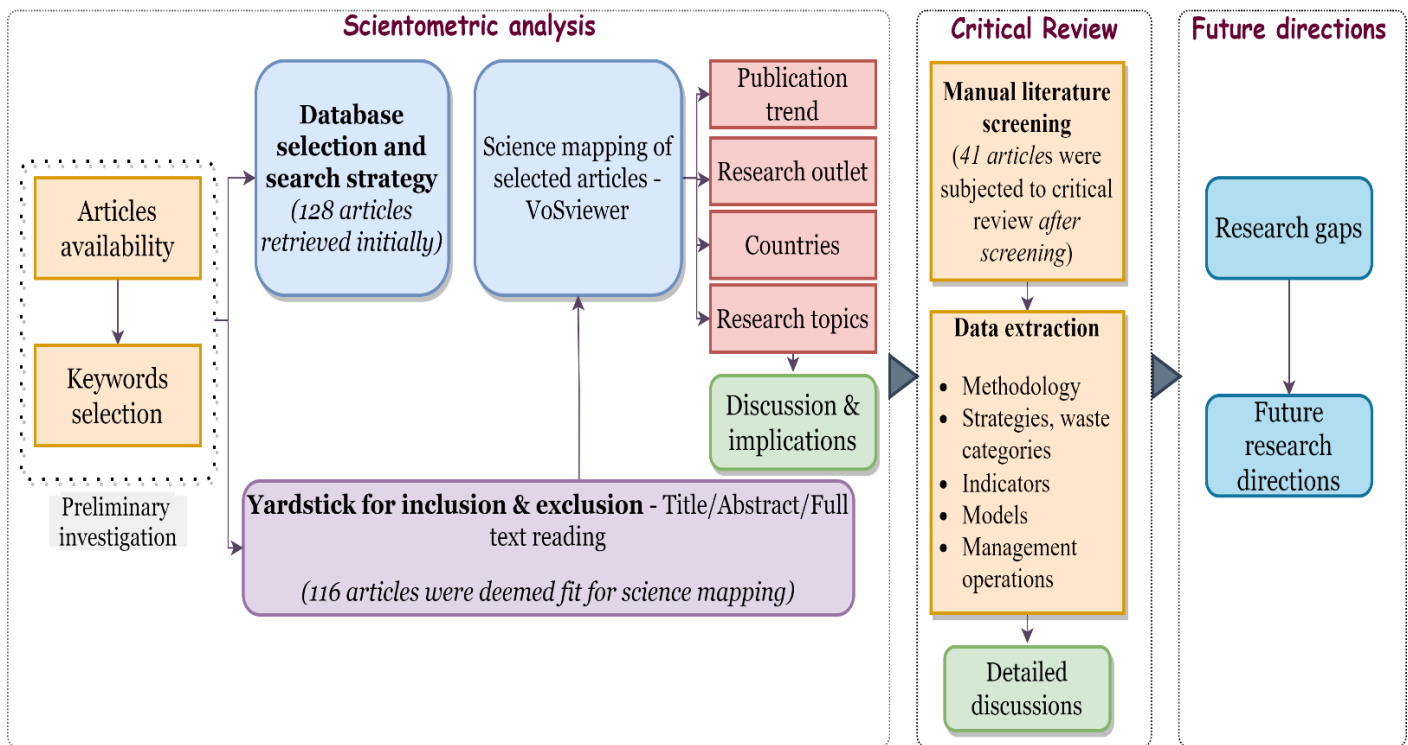 Scientometric analysis
Articles
availability
Keywords
selection
Preliminary
investigation
Database
selection and
search strategy
(128 articles
retrieved initially)
Science mapping of
selected articles -
VoSviewer
Publication
trend
Research outlet
Countries
Research topics
Discussion &
implications
Yardstick for inclusion & exclusion - Title/Abstract/Full
text reading
(116 articles were deemed fit for science mapping)
Critical Review
Manual literature
screening
(41 articles were
subjected to critical
review after
screening)
Data extraction
• Methodology
• Strategies, waste
categories
• Indicators
• Models
• Management
operations
Detailed
discussions
Future directions
Research gaps
Future
research
directions